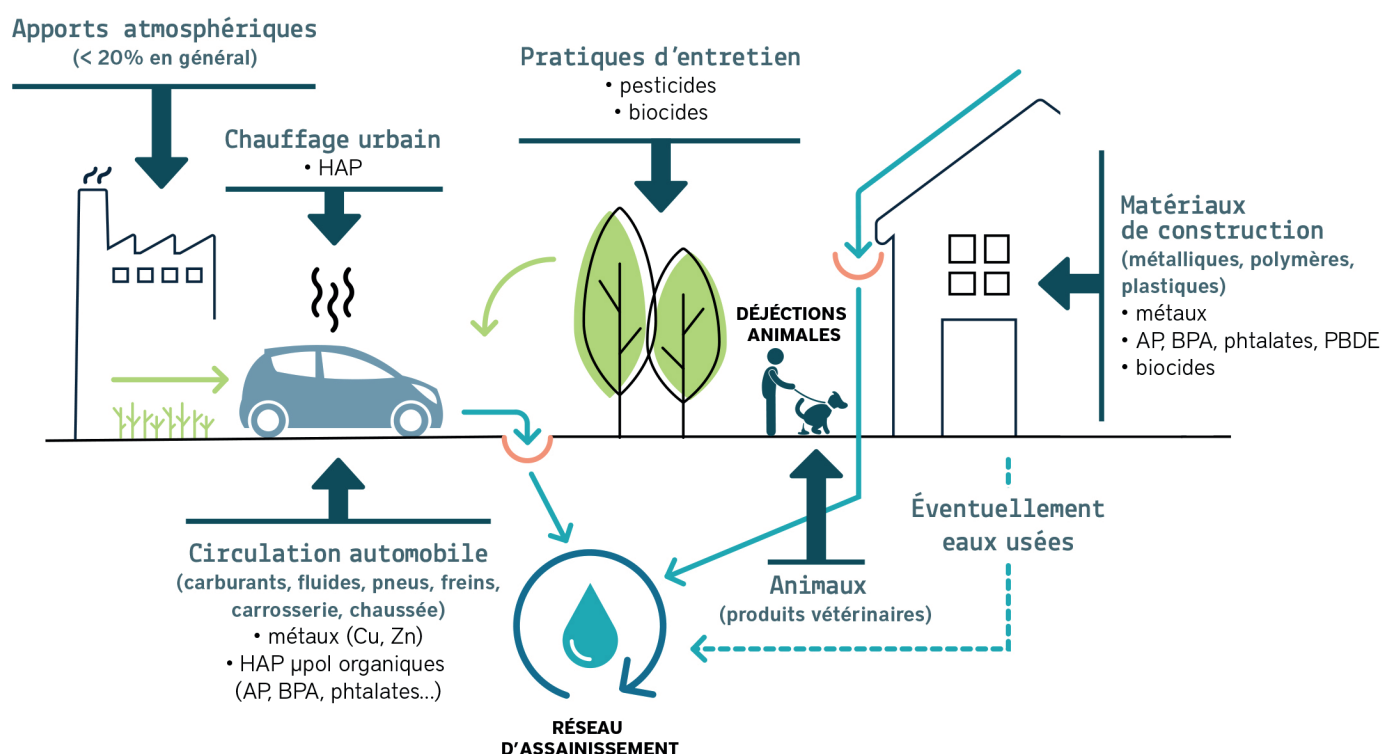 Apports atmosphériques
(< 20% en général)
Chauffage urbain
• HAP
Pratiques d'entretien
• pesticides
• biocides
DÉJÉCTIONS
ANIMALES
Matériaux
de construction
(métalliques, polymères,
plastiques)
• métaux
• AP, BPA, phtalates, PBDE
• biocides
Circulation automobile
(carburants, fluides, pneus, freins,
carrosserie, chaussée)
• métaux (Cu, Zn)
• HAP µpol organiques
(AP, BPA, phtalates...)
Animaux
(produits vétérinaires)
Éventuellement
eaux usées
RÉSEAU
D'ASSAINISSEMENT